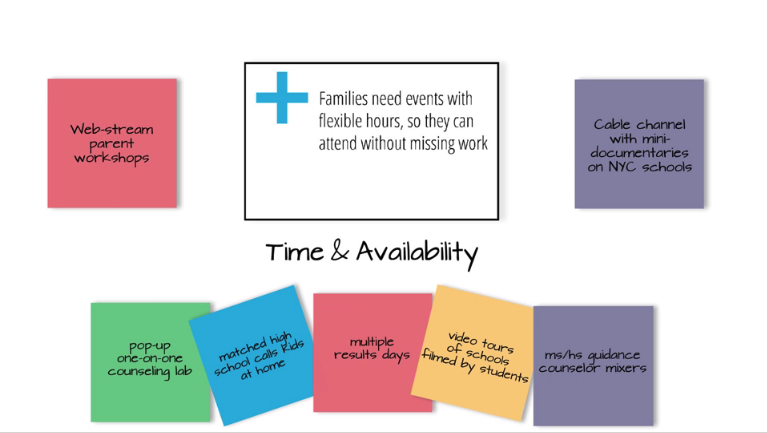 Web-stream
parent
workshops
Families need events with
flexible hours, so they can
attend without missing work
Cable channel
with mini-
documentaries
on NYC schools
Time & Availability
pop-up
one-on-one
counseling lab
matched high
school calls kids
at home
multiple
results days
video tours
of schools
filmed by students
ms/hs guidance
counselor mixers